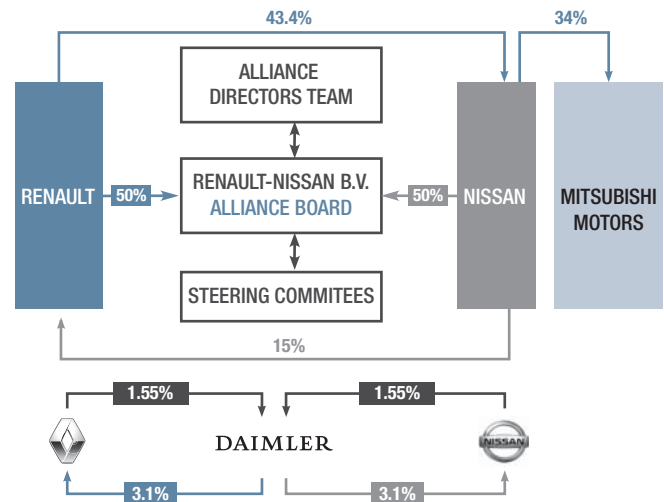 43.4%
34%
ALLIANCE
DIRECTORS TEAM
RENAULT
50%
RENAULT-NISSAN B.V.
ALLIANCE BOARD
50%
NISSAN
MITSUBISHI
MOTORS
STEERING COMMITEES
15%
1.55%
1.55%
DAIMLER
NISSAN
3.1%
3.1%